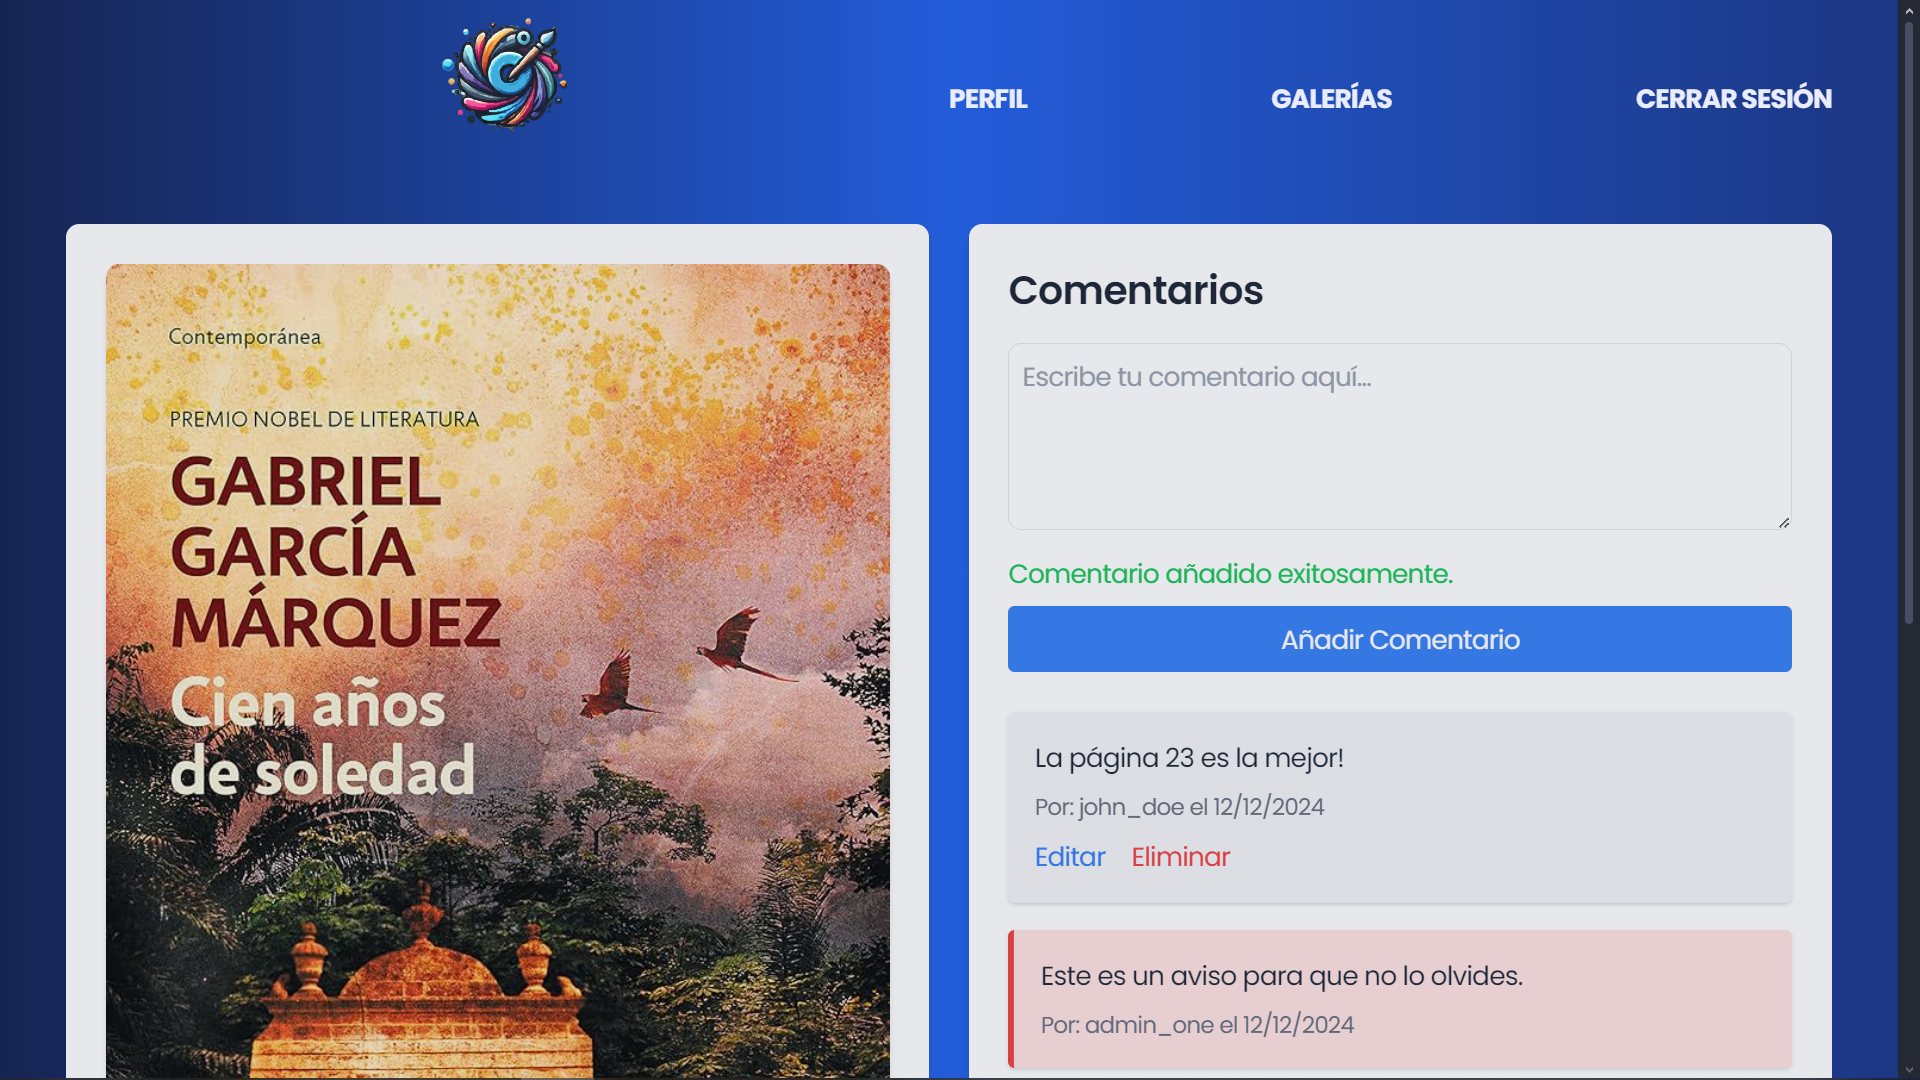 PERFIL
GALERÍAS
CERRAR SESIÓN
Contemporánea
PREMIO NOBEL DE LITERATURA
GABRIEL
GARCÍA
MÁRQUEZ
Cien años
de soledad
Comentarios
Escribe tu comentario aquí...
Comentario añadido exitosamente.
Añadir Comentario
La página 23 es la mejor!
Por: john_doe el 12/12/2024
Editar Eliminar
Este es un aviso para que no lo olvides.
Por: admin_one el 12/12/2024